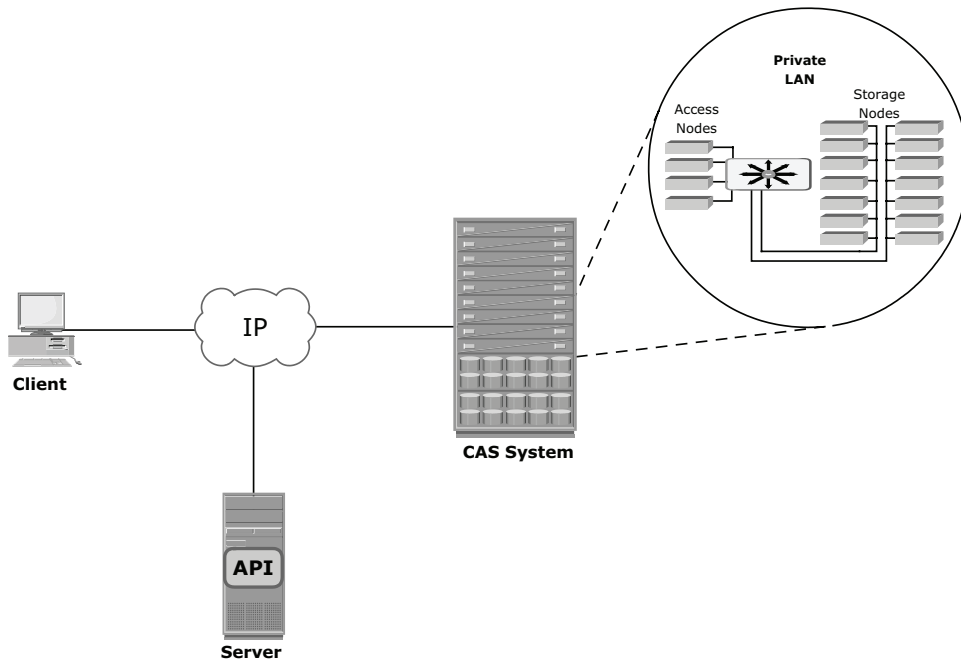 Private
LAN
Storage
Nodes
Access
Nodes
IP
Client
CAS System
API
Server